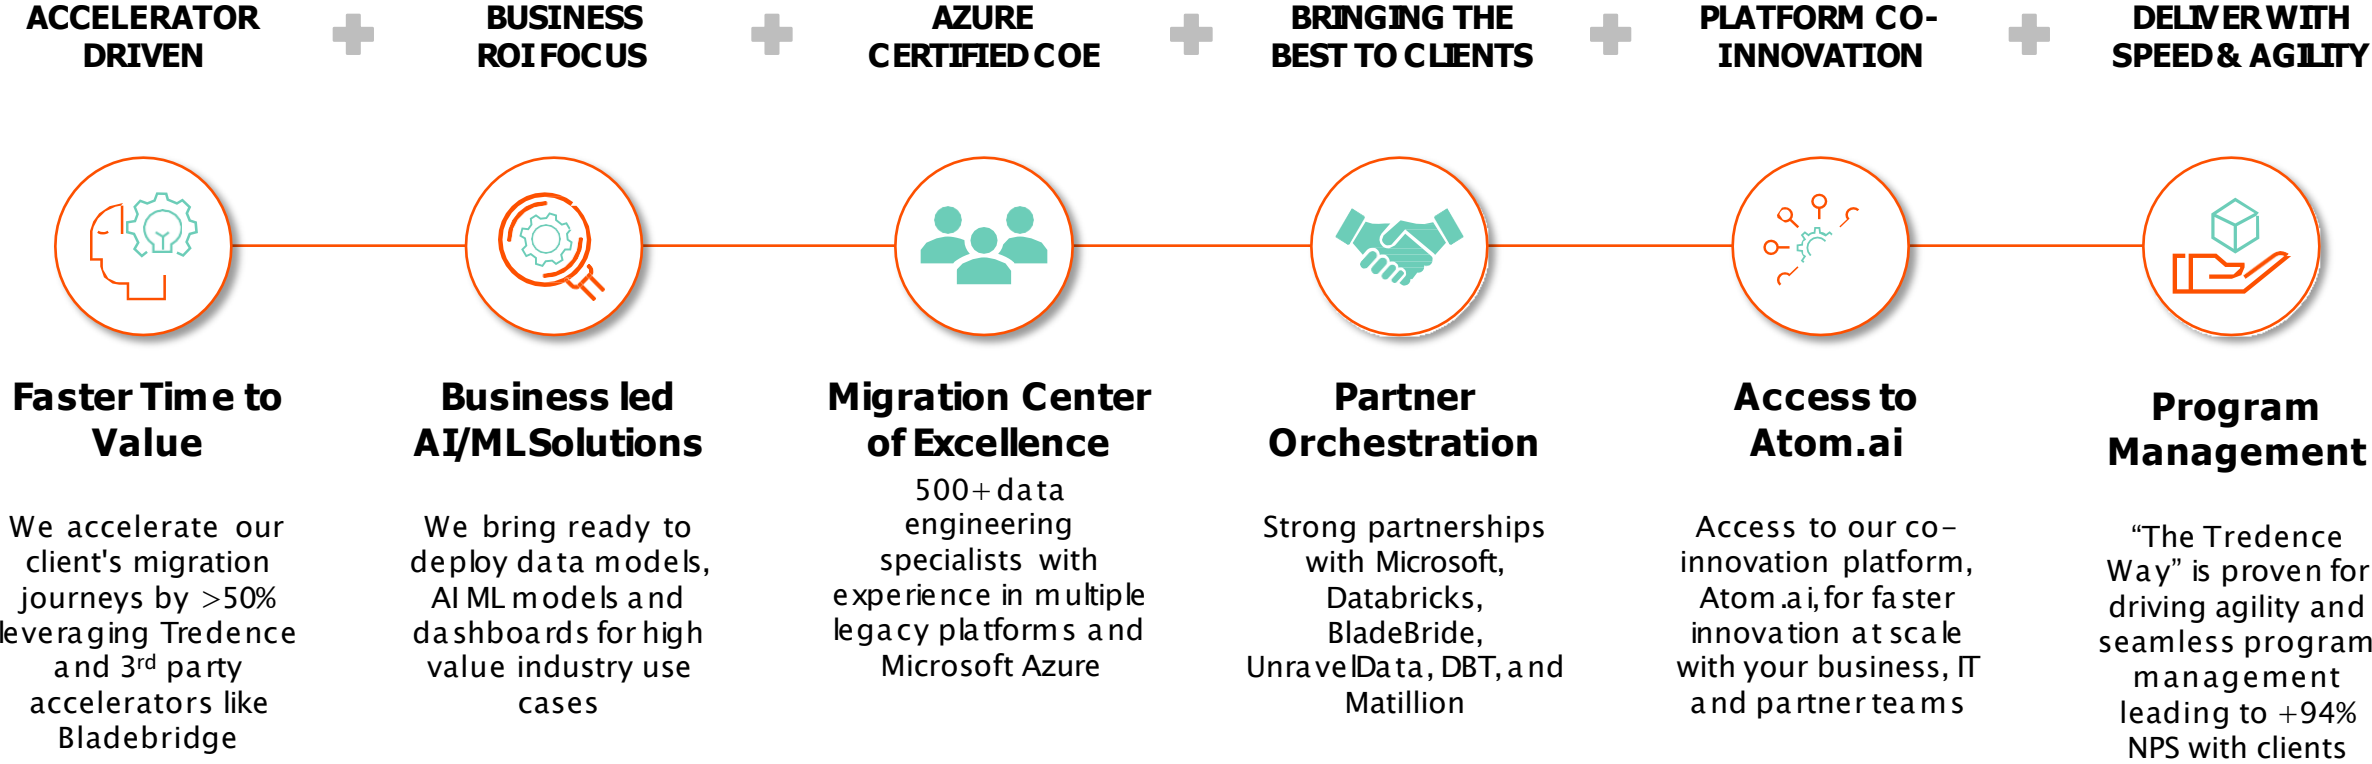 ACCELERATOR
DRIVEN
BUSINESS
ROI FOCUS
AZURE
CERTIFIED COE
BRINGING THE
BEST TO CLIENTS
PLATFORM CO-
INNOVATION
DELIVER WITH
SPEED & AGILITY
Faster Time to
Value
We accelerate our
client's migration
journeys by >50%
leveraging Tredence
and 3rd party
accelerators like
Bladebridge
Business led
AI/ML Solutions
We bring ready to
deploy data models,
AI ML models and
dashboards for high
value industry use
cases
Migration Center
of Excellence
500+ data
engineering
specialists with
experience in multiple
legacy platforms and
Microsoft Azure
Partner
Orchestration
Strong partnerships
with Microsoft,
Databricks,
BladeBride,
UnravelData, DBT, and
Matillion
Access to
Atom.ai
Access to our co-
innovation platform,
Atom.ai, for faster
innovation at scale
with your business, IT
and partner teams
Program
Management
“The Tredence
Way” is proven for
driving agility and
seamless program
management
leading to +94%
NPS with clients